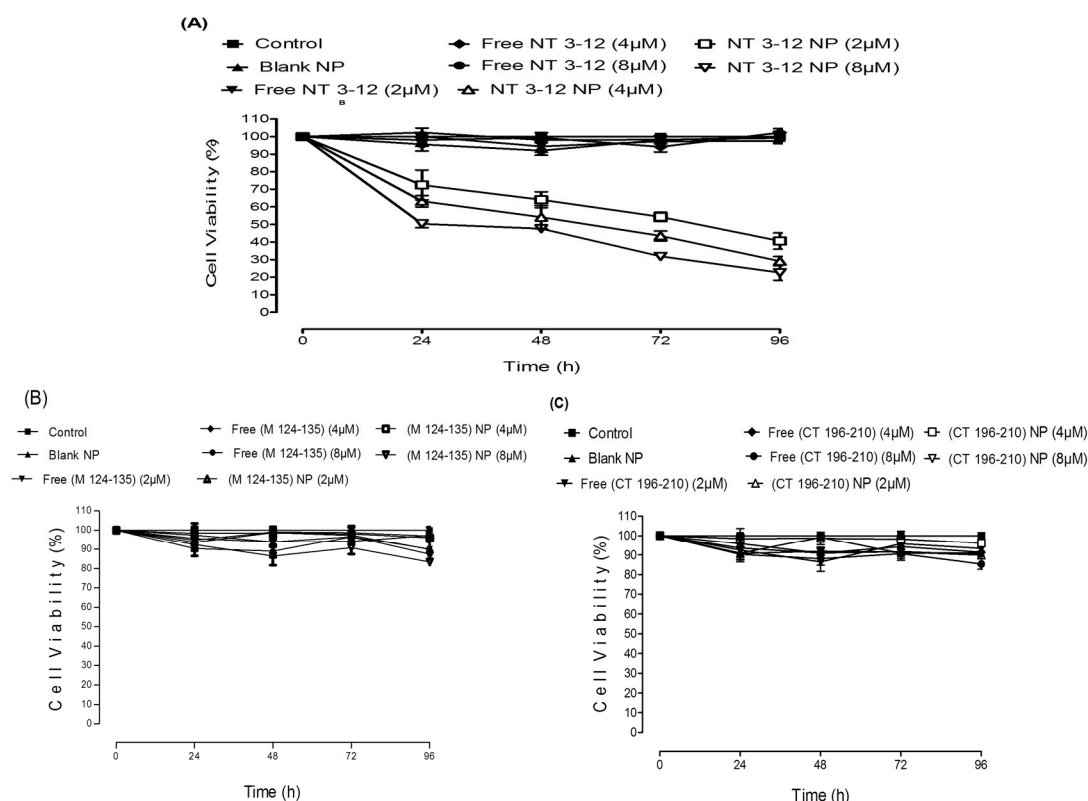 (A)
Control Free NT 3-12 (4µM) NT 3-12 NP (2µM)
Blank NP Free NT 3-12 (8µM) NT 3-12 NP (8µM)
Free NT 3-12 (2µM) NT 3-12 NP (4µM)
B
110
100
90
80
70
60
50
40
30
20
10
0
Cell Viability (%)
0 24 48 72 96
Time (h)
(B)
Control Free (M 124-135) (4µM) (M 124-135) NP (4µM)
Blank NP Free (M 124-135) (8µM) (M 124-135) NP (8µM)
Free (M 124-135) (2µM) (M 124-135) NP (2µM)
110
100
90
80
70
60
50
40
30
20
10
0
Cell Viability (%)
0 24 48 72 96
Time (h)
(C)
Control Free (CT 196-210) (4µM) (CT 196-210) NP (4µM)
Blank NP Free (CT 196-210) (8µM) (CT 196-210) NP (8µM)
Free (CT 196-210) (2µM) (CT 196-210) NP (2µM)
110
100
90
80
70
60
50
40
30
20
10
0
Cell Viability (%)
0 24 48 72 96
Time (h)